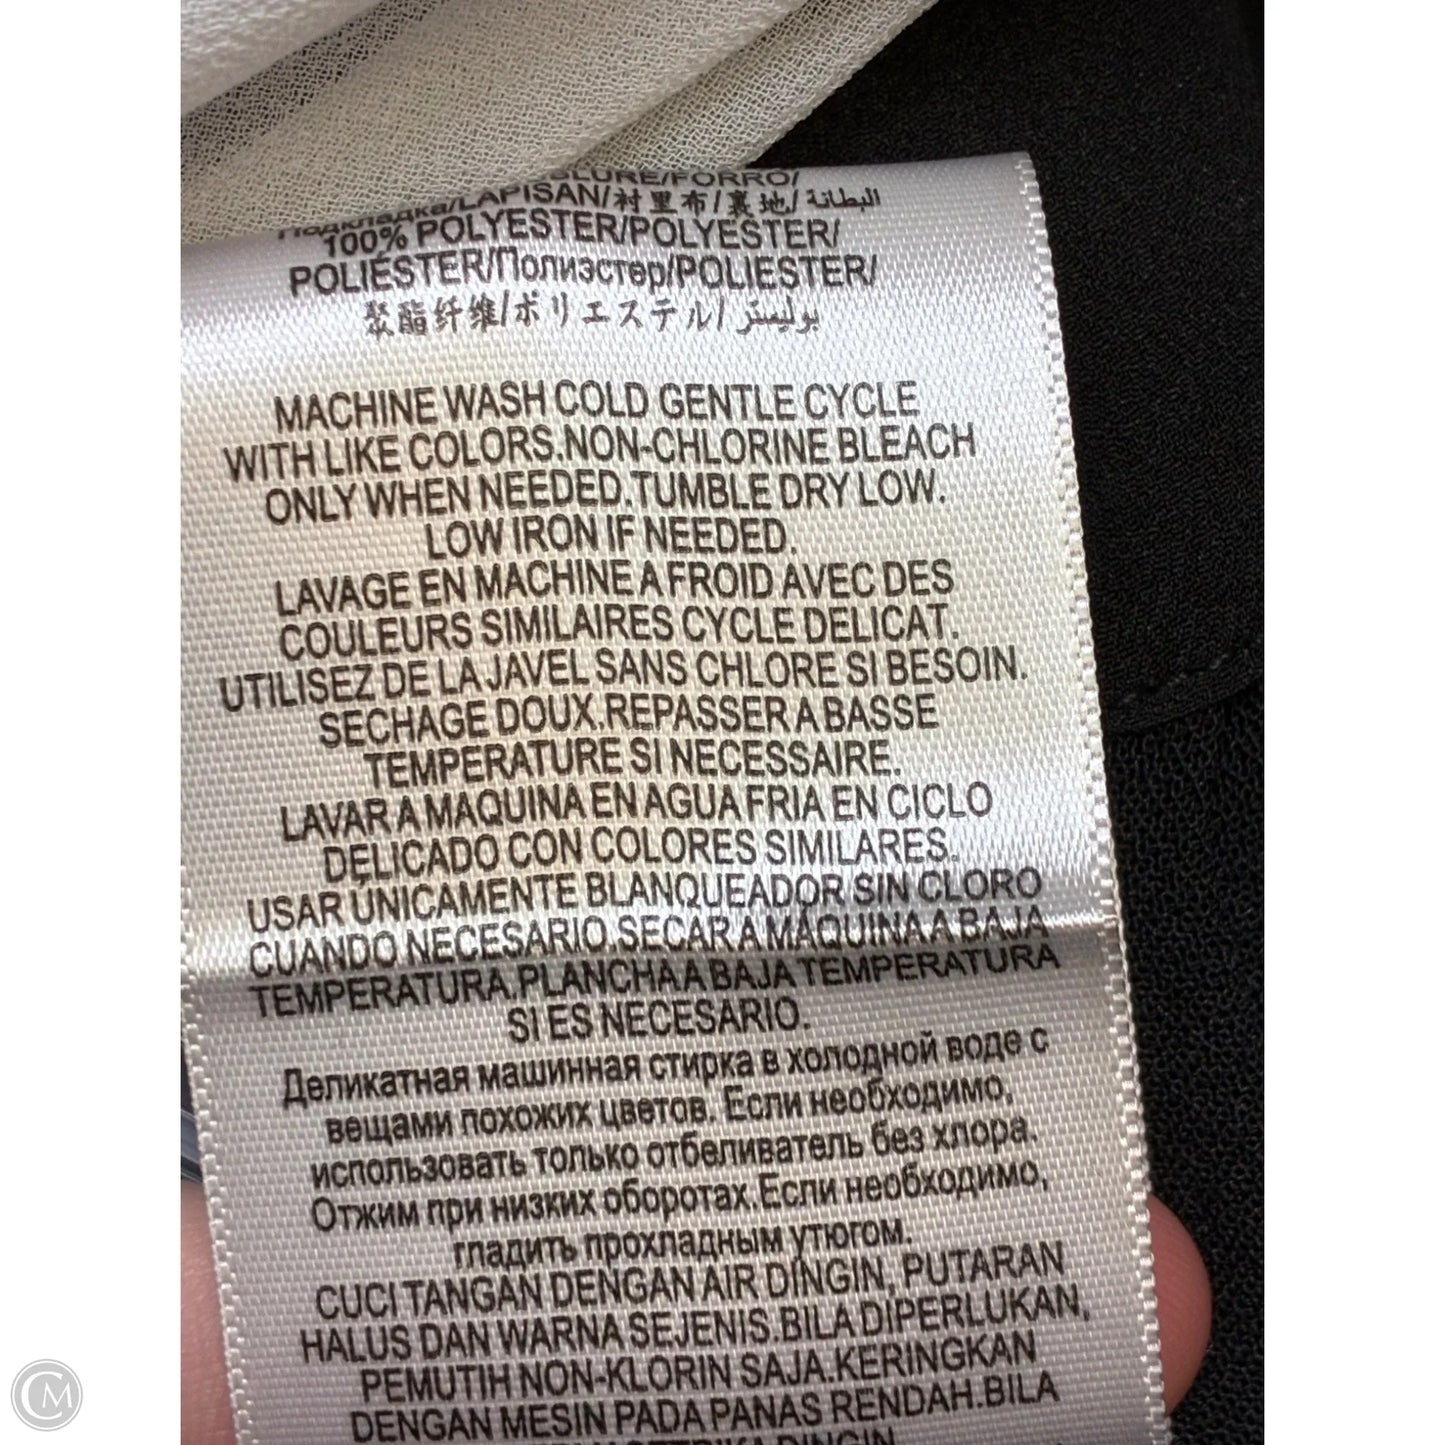 DOUBLURE/FORRO/
Подкладка/LAPISAN/衬里布/裏地/البطانة
100% POLYESTER/POLYESTER/
POLIÉSTER/Полиэстер/POLIESTER/
聚酯纤维/ポリエステル/بوليستر
MACHINE WASH COLD GENTLE CYCLE
WITH LIKE COLORS.NON-CHLORINE BLEACH
ONLY WHEN NEEDED.TUMBLE DRY LOW.
LOW IRON IF NEEDED.
LAVAGE EN MACHINE A FROID AVEC DES
COULEURS SIMILAIRES CYCLE DELICAT.
UTILISEZ DE LA JAVEL SANS CHLORE SI BESOIN.
SECHAGE DOUX.REPASSER A BASSE
TEMPERATURE SI NECESSAIRE.
LAVAR A MAQUINA EN AGUA FRIA EN CICLO
DELICADO CON COLORES SIMILARES.
USAR ÚNICAMENTE BLANQUEADOR SIN CLORO
CUANDO NECESARIO.SECAR A MÁQUINA A BAJA
TEMPERATURA.PLANCHA A BAJA TEMPERATURA
SI ES NECESARIO.
Деликатная машинная стирка в холодной воде с
вещами похожих цветов. Если необходимо,
использовать только отбеливатель без хлора.
Отжим при низких оборотах.Если необходимо,
гладить прохладным утюгом.
CUCI TANGAN DENGAN AIR DINGIN, PUTARAN
HALUS DAN WARNA SEJENIS.BILA DIPERLUKAN,
PEMUTIH NON-KLORIN SAJA.KERINGKAN
DENGAN MESIN PADA PANAS RENDAH.BILA
DINGIN
CM